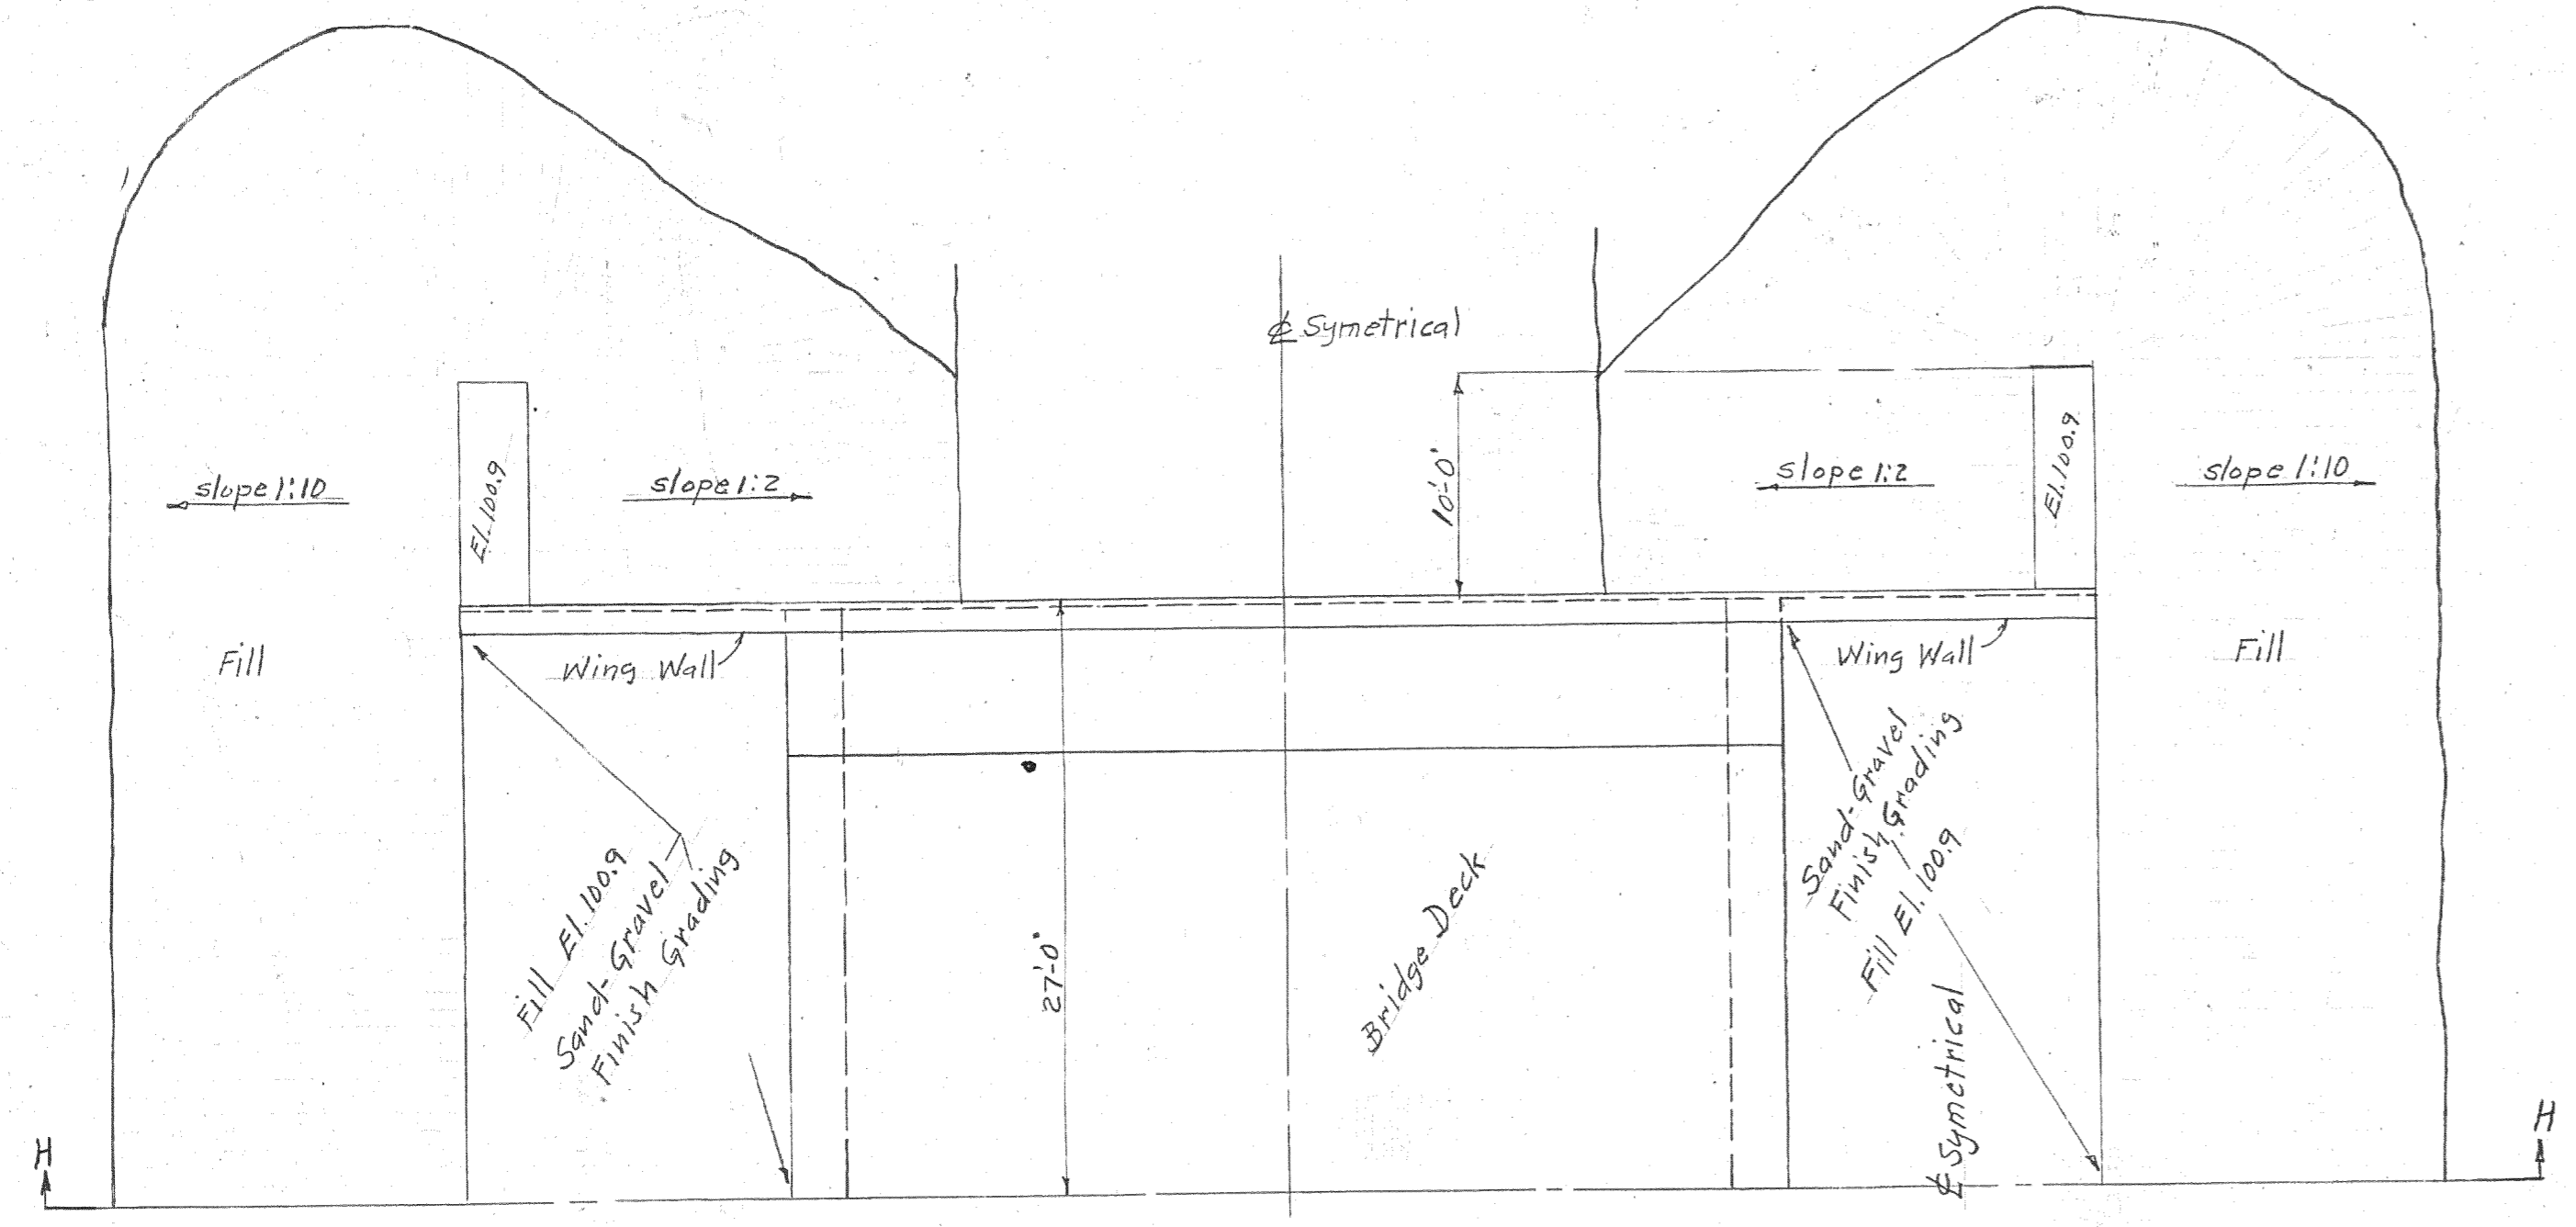 ℄ Symetrical
10'-0"
slope 1:10
El.100.9
slope 1:2
slope 1:2
El.100.9
slope 1:10
Fill
Wing Wall
Wing Wall
Fill
Fill El.100.9
Sand-Gravel
Finish Grading
27'-0"
Bridge Deck
Sand-Gravel
Finish Grading
Fill El.100.9
℄ Symetrical
H
H